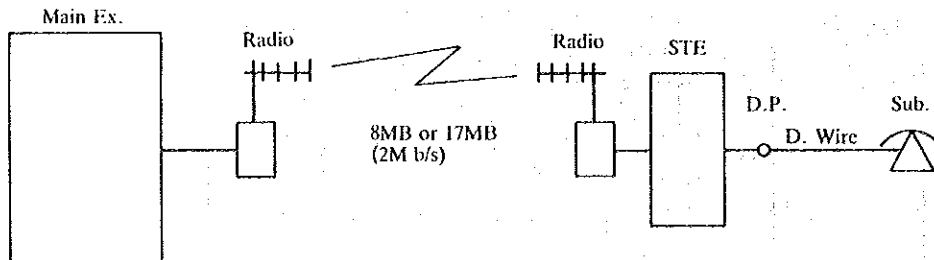 Main Ex.
Radio
Radio
STE
D.P.
Sub.
8MB or 17MB
(2M b/s)
D. Wire